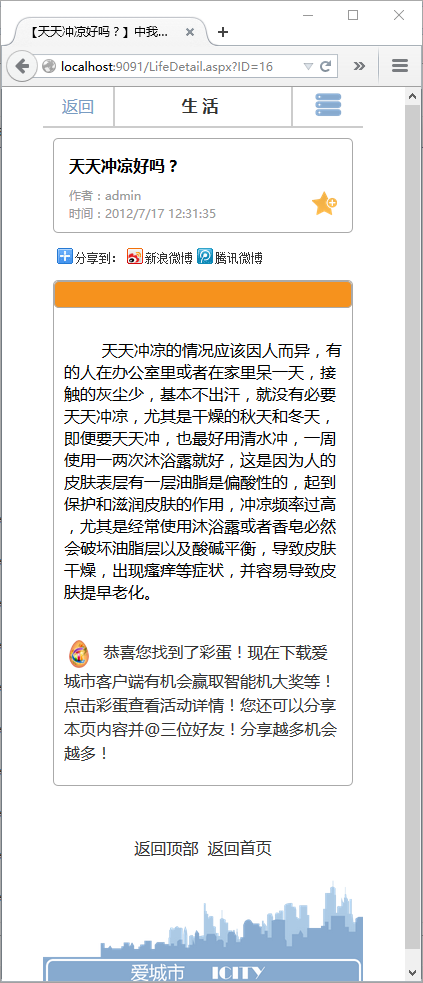 【天天冲凉好吗？】中我...
localhost:9091/LifeDetail.aspx?ID=16
返回
生 活
天天冲凉好吗？
作者：admin
时间：2012/7/17 12:31:35
分享到： 新浪微博 腾讯微博
天天冲凉的情况应该因人而异，有
的人在办公室里或者在家里呆一天，接
触的灰尘少，基本不出汗，就没有必要
天天冲凉，尤其是干燥的秋天和冬天，
即便要天天冲，也最好用清水冲，一周
使用一两次沐浴露就好，这是因为人的
皮肤表层有一层油脂是偏酸性的，起到
保护和滋润皮肤的作用，冲凉频率过高
，尤其是经常使用沐浴露或者香皂必然
会破坏油脂层以及酸碱平衡，导致皮肤
干燥，出现瘙痒等症状，并容易导致皮
肤提早老化。
恭喜您找到了彩蛋！现在下载爱
城市客户端有机会赢取智能机大奖等！
点击彩蛋查看活动详情！您还可以分享
本页内容并@三位好友！分享越多机会
越多！
返回顶部 返回首页
爱城市 ICITY